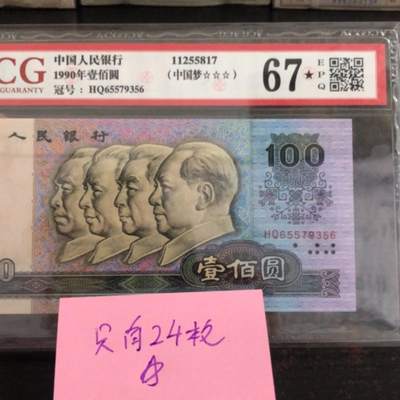 CG
GUARANTY
中国人民银行
1990年壹佰圆
冠号：HQ65579356
11255817
(中国梦☆☆☆)
67★
EPQ
人民银行
100
HQ65579356
壹佰圆
0
只有24枚